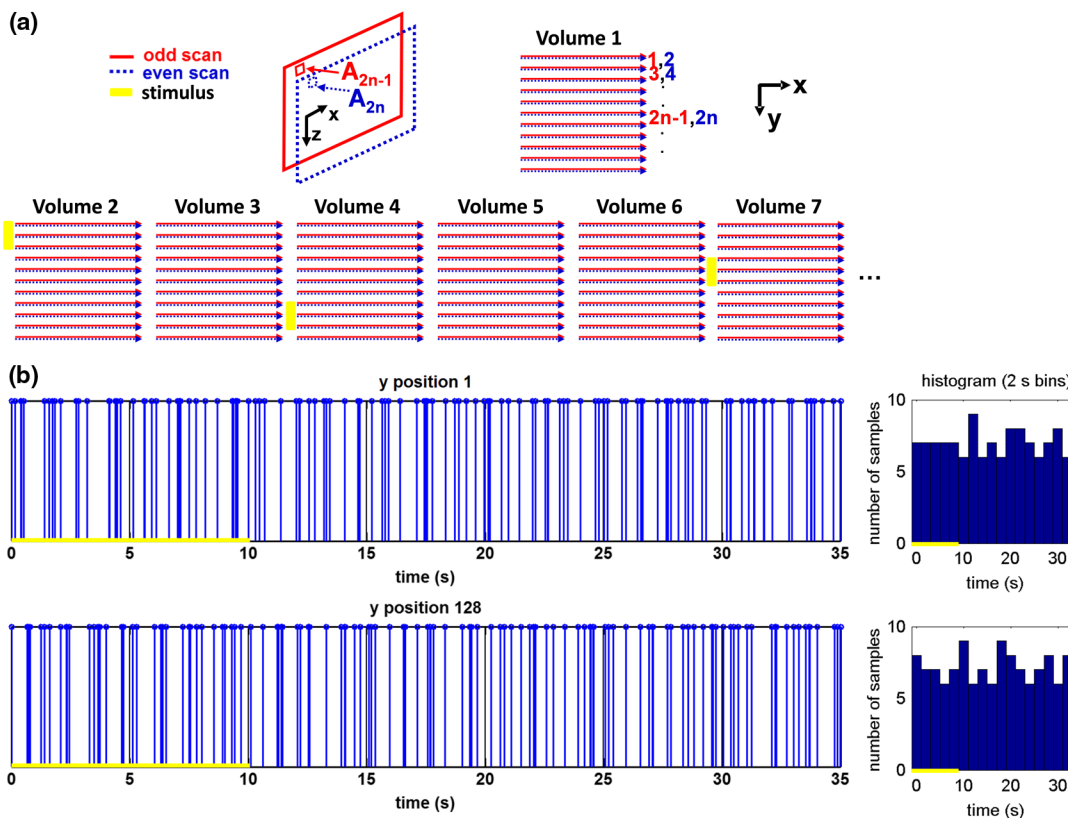 (a)
odd scan
even scan
stimulus
A2n-1
A2n
x
z
Volume 1
1,2
3,4
.
.
2n-1,2n
.
.
x
y
Volume 2 Volume 3 Volume 4 Volume 5 Volume 6 Volume 7
...
(b)
y position 1
0 5 10 15 20 25 30 35
time (s)
histogram (2 s bins)
number of samples
10
5
0
0 10 20 30
time (s)
y position 128
0 5 10 15 20 25 30 35
time (s)
number of samples
10
5
0
0 10 20 30
time (s)